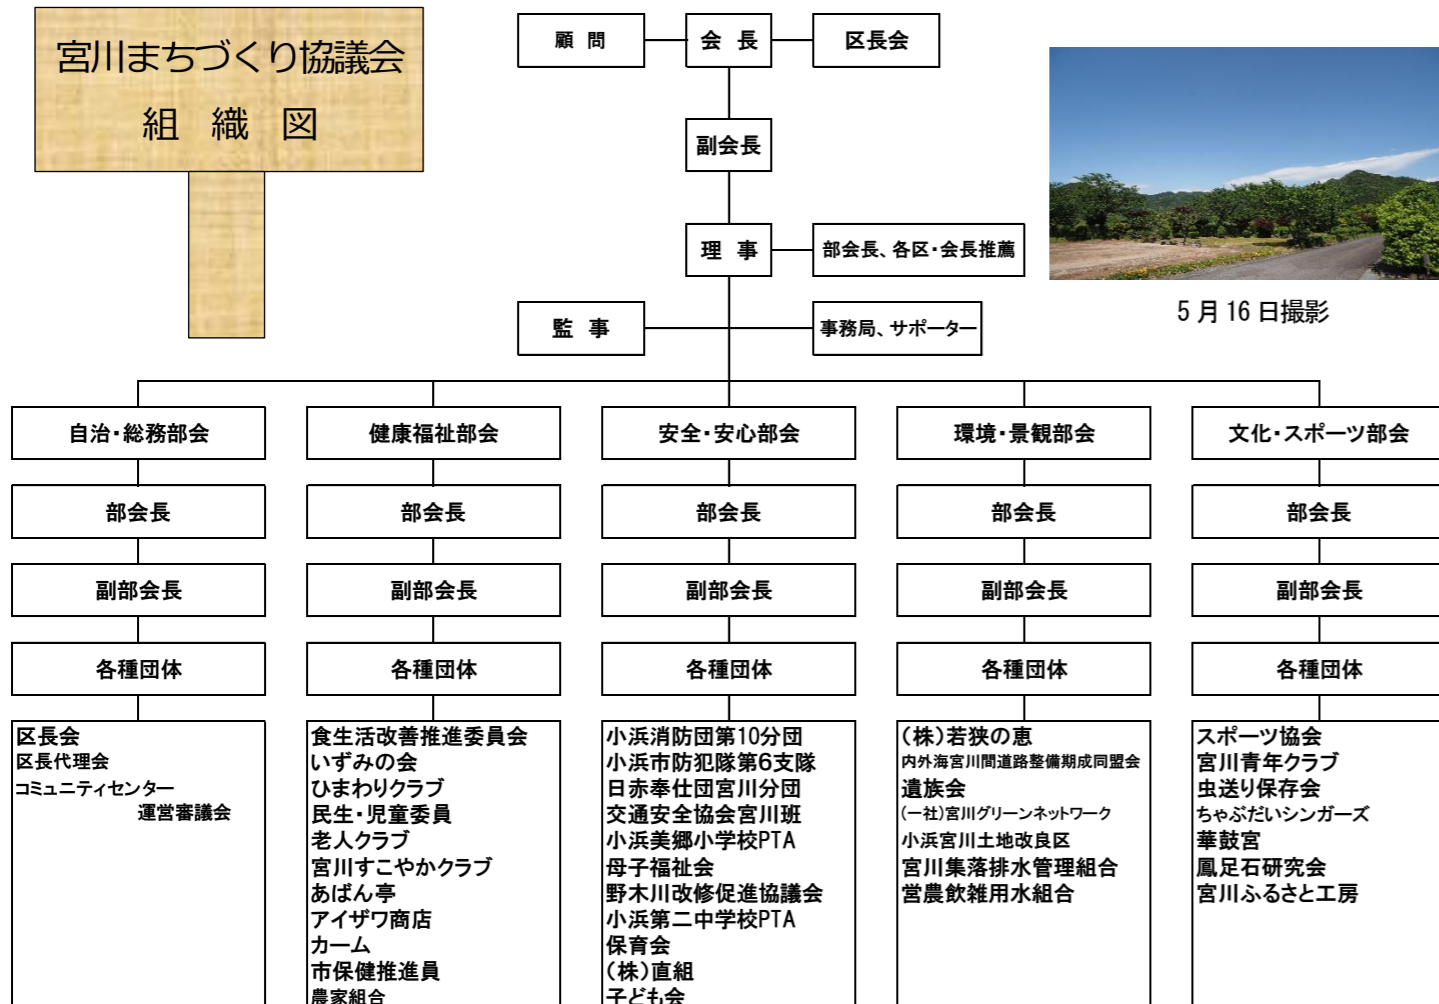 宮川まちづくり協議会
組 織 図
顧 問
会 長
区長会
副会長
理 事
部会長、各区・会長推薦
監 事
事務局、サポーター
5月16日撮影
自治・総務部会
部会長
副部会長
各種団体
区長会
区長代理会
コミュニティセンター
運営審議会
健康福祉部会
部会長
副部会長
各種団体
食生活改善推進委員会
いずみの会
ひまわりクラブ
民生・児童委員
老人クラブ
宮川すこやかクラブ
あばん亭
アイザワ商店
カーム
市保健推進員
農家組合
安全・安心部会
部会長
副部会長
各種団体
小浜消防団第10分団
小浜市防犯隊第6支隊
日赤奉仕団宮川分団
交通安全協会宮川班
小浜美郷小学校PTA
母子福祉会
野木川改修促進協議会
小浜第二中学校PTA
保育会
(株)直組
子ども会
環境・景観部会
部会長
副部会長
各種団体
(株)若狭の恵
内外海宮川間道路整備期成同盟会
遺族会
(一社)宮川グリーンネットワーク
小浜宮川土地改良区
宮川集落排水管理組合
営農飲雑用水組合
文化・スポーツ部会
部会長
副部会長
各種団体
スポーツ協会
宮川青年クラブ
虫送り保存会
ちゃぶだいシンガーズ
華鼓宮
鳳足石研究会
宮川ふるさと工房